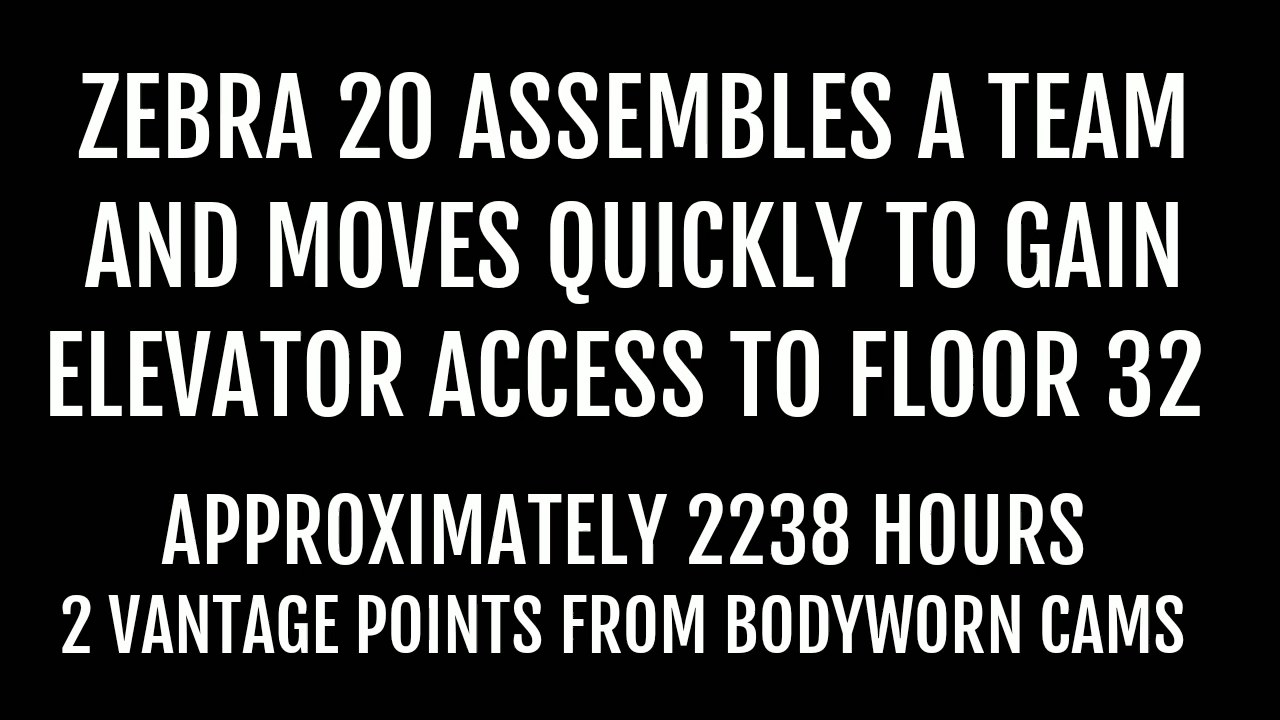 ZEBRA 20 ASSEMBLES A TEAM
AND MOVES QUICKLY TO GAIN
ELEVATOR ACCESS TO FLOOR 32
APPROXIMATELY 2238 HOURS
2 VANTAGE POINTS FROM BODYWORN CAMS